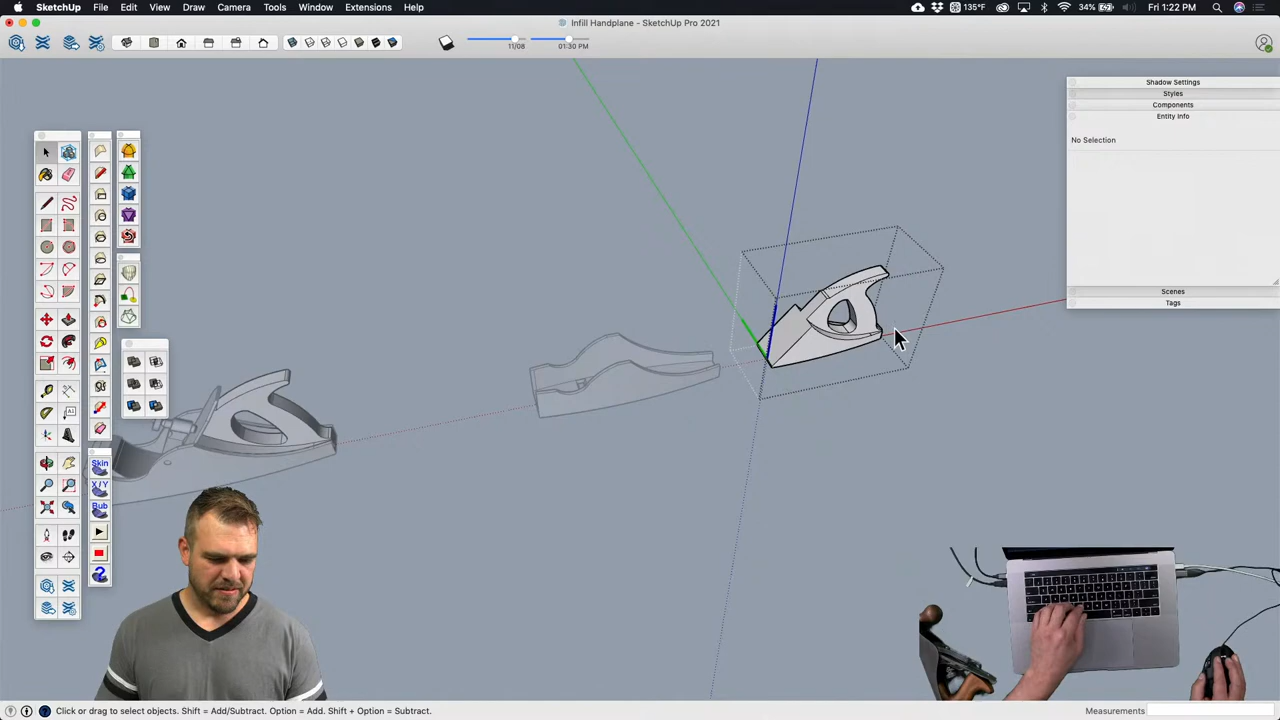 SketchUp File Edit View Draw Camera Tools Window Extensions Help
135°F 34% Fri 1:22 PM
Infill Handplane - SketchUp Pro 2021
11/08 01:30 PM
Shadow Settings
Styles
Components
Entity Info
No Selection
Scenes
Tags
Skin
X/Y
Bub
Click or drag to select objects. Shift = Add/Subtract. Option = Add. Shift + Option = Subtract.
Measurements